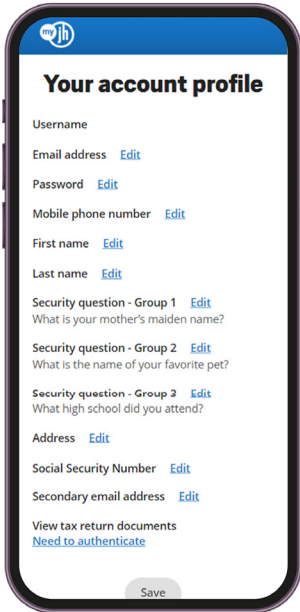 my jh
Your account profile
Username
Email address Edit
Password Edit
Mobile phone number Edit
First name Edit
Last name Edit
Security question - Group 1 Edit
What is your mother's maiden name?
Security question - Group 2 Edit
What is the name of your favorite pet?
Security question - Group 3 Edit
What high school did you attend?
Address Edit
Social Security Number Edit
Secondary email address Edit
View tax return documents
Need to authenticate
Save